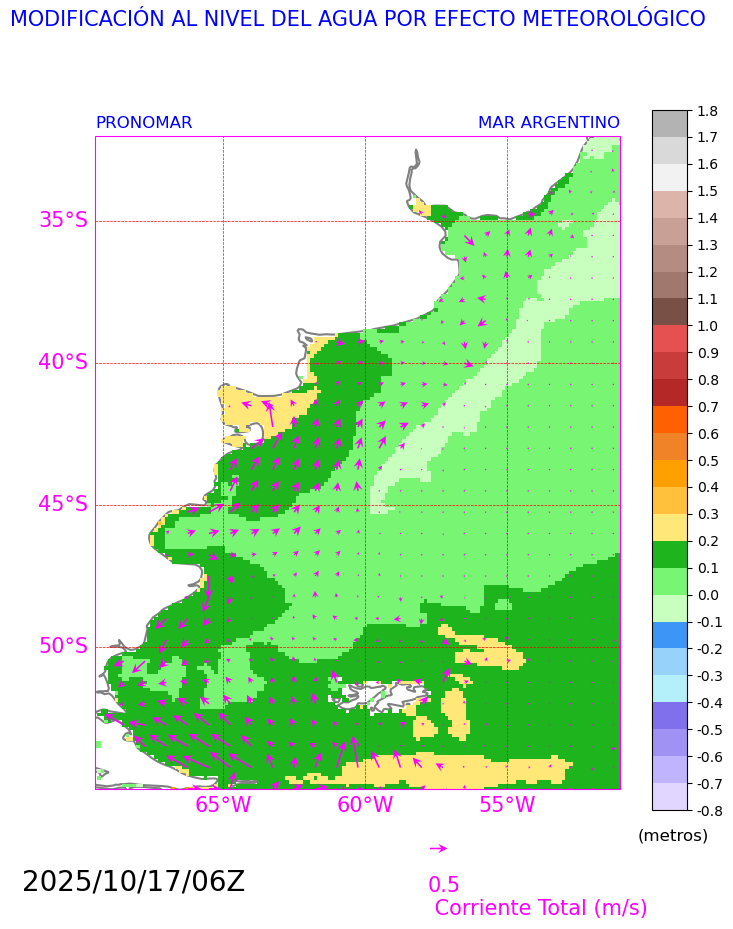 MODIFICACIÓN AL NIVEL DEL AGUA POR EFECTO METEOROLÓGICO
PRONOMAR
MAR ARGENTINO
35°S
40°S
45°S
50°S
65°W
60°W
55°W
1.8
1.7
1.6
1.5
1.4
1.3
1.2
1.1
1.0
0.9
0.8
0.7
0.6
0.5
0.4
0.3
0.2
0.1
0.0
-0.1
-0.2
-0.3
-0.4
-0.5
-0.6
-0.7
-0.8
(metros)
2025/10/17/06Z
0.5
Corriente Total (m/s)